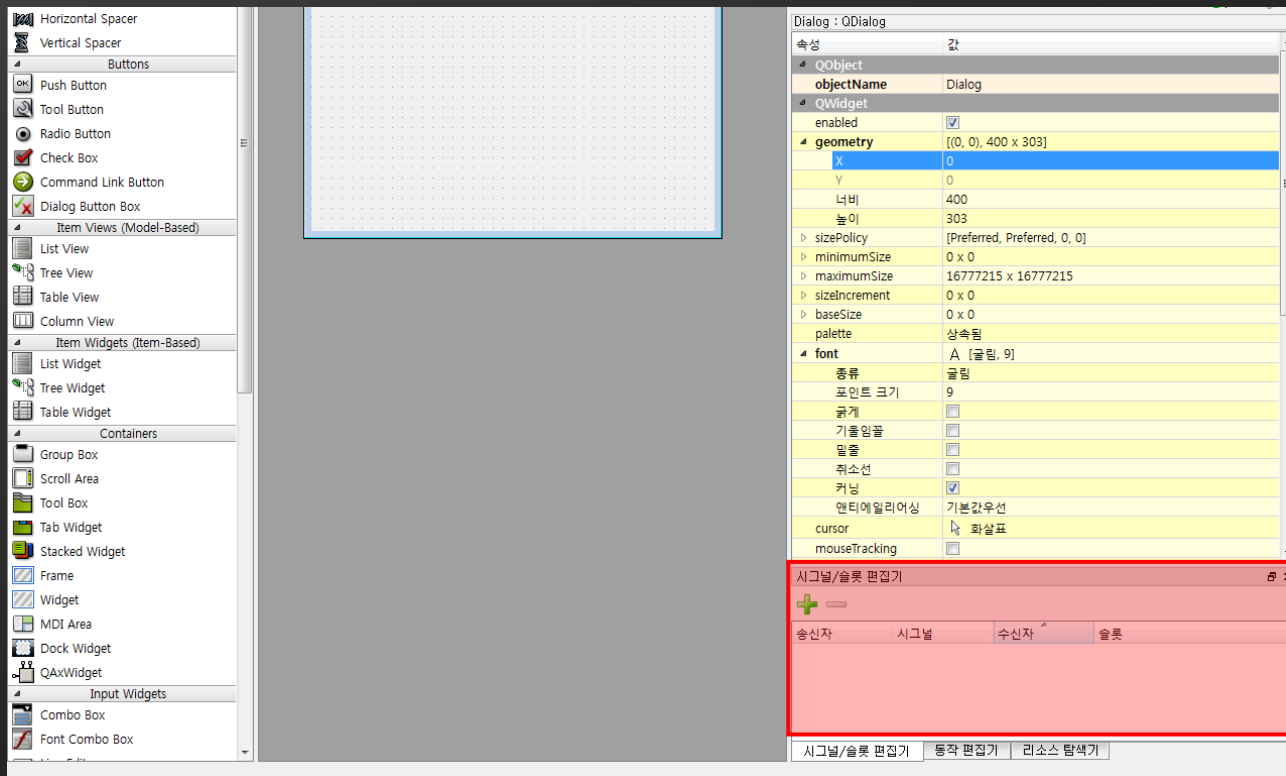 Horizontal Spacer
Vertical Spacer
Buttons
OK Push Button
Tool Button
Radio Button
Check Box
Command Link Button
Dialog Button Box
Item Views (Model-Based)
List View
Tree View
Table View
Column View
Item Widgets (Item-Based)
List Widget
Tree Widget
Table Widget
Containers
Group Box
Scroll Area
Tool Box
Tab Widget
Stacked Widget
Frame
Widget
MDI Area
Dock Widget
QAxWidget
Input Widgets
Combo Box
Font Combo Box
Dialog : QDialog
속성 값
QObject
objectName Dialog
QWidget
enabled
geometry [(0, 0), 400 x 303]
X 0
Y 0
너비 400
높이 303
sizePolicy [Preferred, Preferred, 0, 0]
minimumSize 0 x 0
maximumSize 16777215 x 16777215
sizeIncrement 0 x 0
baseSize 0 x 0
palette 상속됨
font A [굴림, 9]
종류 굴림
포인트 크기 9
굵게
기울임꼴
밑줄
취소선
커닝
앤티에일리어싱 기본값우선
cursor 화살표
mouseTracking
시그널/슬롯 편집기
송신자 시그널 수신자 슬롯
시그널/슬롯 편집기 동작 편집기 리소스 탐색기